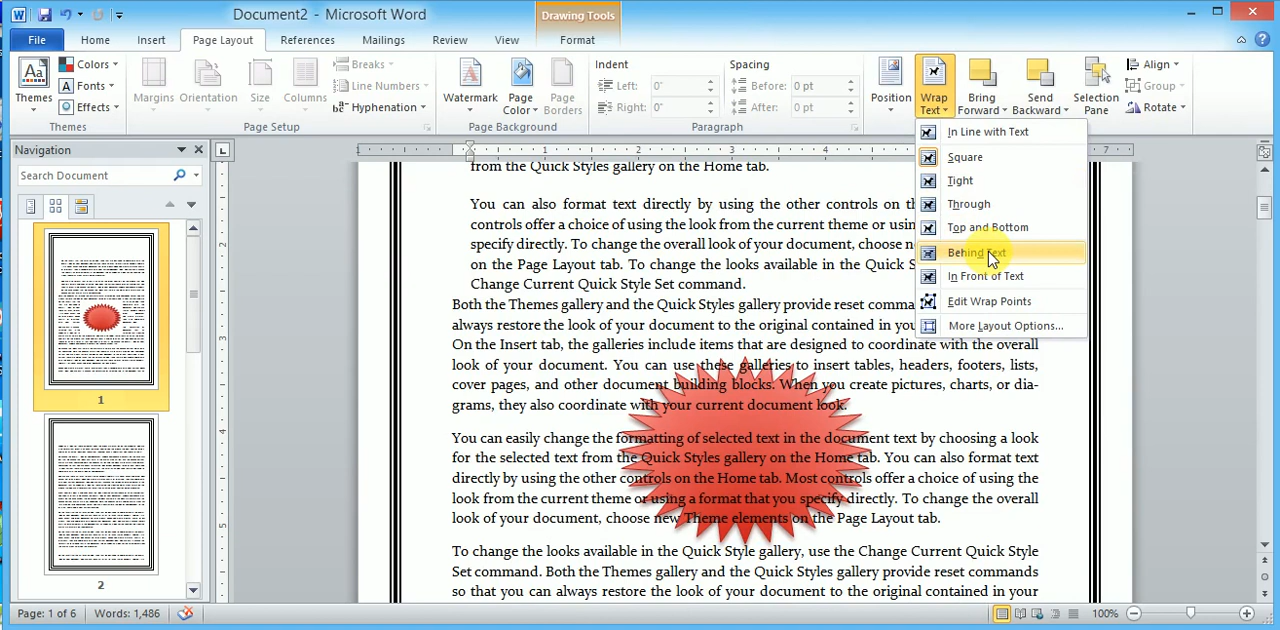 Document2 - Microsoft Word
Drawing Tools
File Home Insert Page Layout References Mailings Review View Format
Themes
Colors
Fonts
Effects
Themes
Margins
Orientation
Size
Columns
Breaks
Line Numbers
Hyphenation
Page Setup
Watermark
Page Color
Page Borders
Page Background
Indent
Left: 0"
Right: 0"
Spacing
Before: 0 pt
After: 0 pt
Paragraph
Position
Wrap Text
Bring Forward
Send Backward
Selection Pane
Align
Group
Rotate
In Line with Text
Square
Tight
Through
Top and Bottom
Behind Text
In Front of Text
Edit Wrap Points
More Layout Options...
Navigation
Search Document
1
2
1 1 2 3 4 7
2
3
4
5
from the Quick Styles gallery on the Home tab.
You can also format text directly by using the other controls on
controls offer a choice of using the look from the current theme or
specify directly. To change the overall look of your document, choose
on the Page Layout tab. To change the looks available in the Quick
Change Current Quick Style Set command.
Both the Themes gallery and the Quick Styles gallery provide reset
always restore the look of your document to the original contained in
On the Insert tab, the galleries include items that are designed to coordinate with the overall
look of your document. You can use these galleries to insert tables, headers, footers, lists,
cover pages, and other document building blocks. When you create pictures, charts, or dia-
grams, they also coordinate with your current document look.
You can easily change the formatting of selected text in the document text by choosing a look
for the selected text from the Quick Styles gallery on the Home tab. You can also format text
directly by using the other controls on the Home tab. Most controls offer a choice of using the
look from the current theme or using a format that you specify directly. To change the overall
look of your document, choose new Theme elements on the Page Layout tab.
To change the looks available in the Quick Style gallery, use the Change Current Quick Style
Set command. Both the Themes gallery and the Quick Styles gallery provide reset commands
so that you can always restore the look of your document to the original contained in your
Page: 1 of 6 Words: 1,486 100%